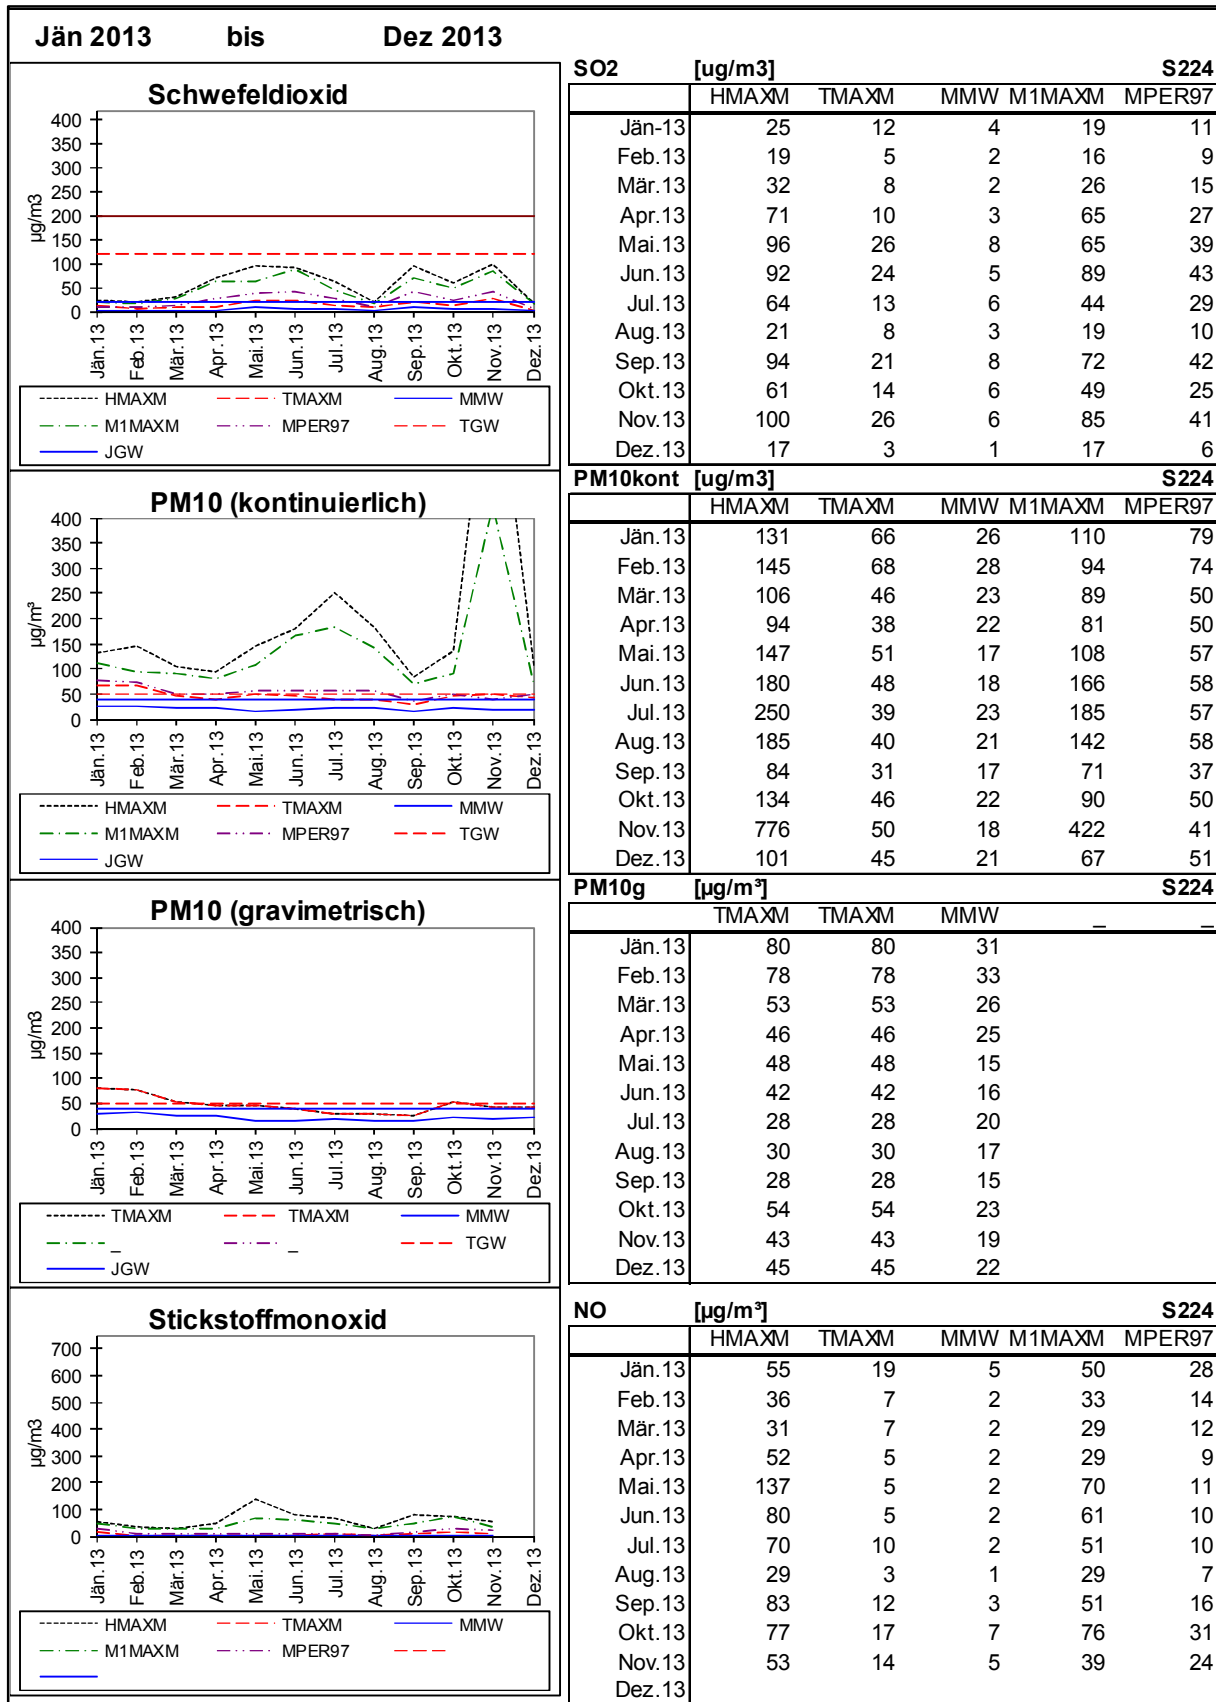 Jän 2013 bis Dez 2013
Schwefeldioxid
µg/m3
400
350
300
250
200
150
100
50
0
Jän.13 Feb.13 Mär.13 Apr.13 Mai.13 Jun.13 Jul.13 Aug.13 Sep.13 Okt.13 Nov.13 Dez.13
HMAXM TMAXM MMW
M1MAXM MPER97 TGW
JGW
SO2 [ug/m3] S224
HMAXM TMAXM MMW M1MAXM MPER97
Jän-13 25 12 4 19 11
Feb.13 19 5 2 16 9
Mär.13 32 8 2 26 15
Apr.13 71 10 3 65 27
Mai.13 96 26 8 65 39
Jun.13 92 24 5 89 43
Jul.13 64 13 6 44 29
Aug.13 21 8 3 19 10
Sep.13 94 21 8 72 42
Okt.13 61 14 6 49 25
Nov.13 100 26 6 85 41
Dez.13 17 3 1 17 6
PM10 (kontinuierlich)
µg/m³
400
350
300
250
200
150
100
50
0
Jän.13 Feb.13 Mär.13 Apr.13 Mai.13 Jun.13 Jul.13 Aug.13 Sep.13 Okt.13 Nov.13 Dez.13
HMAXM TMAXM MMW
M1MAXM MPER97 TGW
JGW
PM10kont [ug/m3] S224
HMAXM TMAXM MMW M1MAXM MPER97
Jän.13 131 66 26 110 79
Feb.13 145 68 28 94 74
Mär.13 106 46 23 89 50
Apr.13 94 38 22 81 50
Mai.13 147 51 17 108 57
Jun.13 180 48 18 166 58
Jul.13 250 39 23 185 57
Aug.13 185 40 21 142 58
Sep.13 84 31 17 71 37
Okt.13 134 46 22 90 50
Nov.13 776 50 18 422 41
Dez.13 101 45 21 67 51
PM10 (gravimetrisch)
µg/m3
400
350
300
250
200
150
100
50
0
Jän.13 Feb.13 Mär.13 Apr.13 Mai.13 Jun.13 Jul.13 Aug.13 Sep.13 Okt.13 Nov.13 Dez.13
TMAXM TMAXM MMW
_ _ TGW
JGW
PM10g [µg/m³] S224
TMAXM TMAXM MMW _ _
Jän.13 80 80 31
Feb.13 78 78 33
Mär.13 53 53 26
Apr.13 46 46 25
Mai.13 48 48 15
Jun.13 42 42 16
Jul.13 28 28 20
Aug.13 30 30 17
Sep.13 28 28 15
Okt.13 54 54 23
Nov.13 43 43 19
Dez.13 45 45 22
Stickstoffmonoxid
µg/m3
700
600
500
400
300
200
100
0
Jän.13 Feb.13 Mär.13 Apr.13 Mai.13 Jun.13 Jul.13 Aug.13 Sep.13 Okt.13 Nov.13 Dez.13
HMAXM TMAXM MMW
M1MAXM MPER97
NO [µg/m³] S224
HMAXM TMAXM MMW M1MAXM MPER97
Jän.13 55 19 5 50 28
Feb.13 36 7 2 33 14
Mär.13 31 7 2 29 12
Apr.13 52 5 2 29 9
Mai.13 137 5 2 70 11
Jun.13 80 5 2 61 10
Jul.13 70 10 2 51 10
Aug.13 29 3 1 29 7
Sep.13 83 12 3 51 16
Okt.13 77 17 7 76 31
Nov.13 53 14 5 39 24
Dez.13